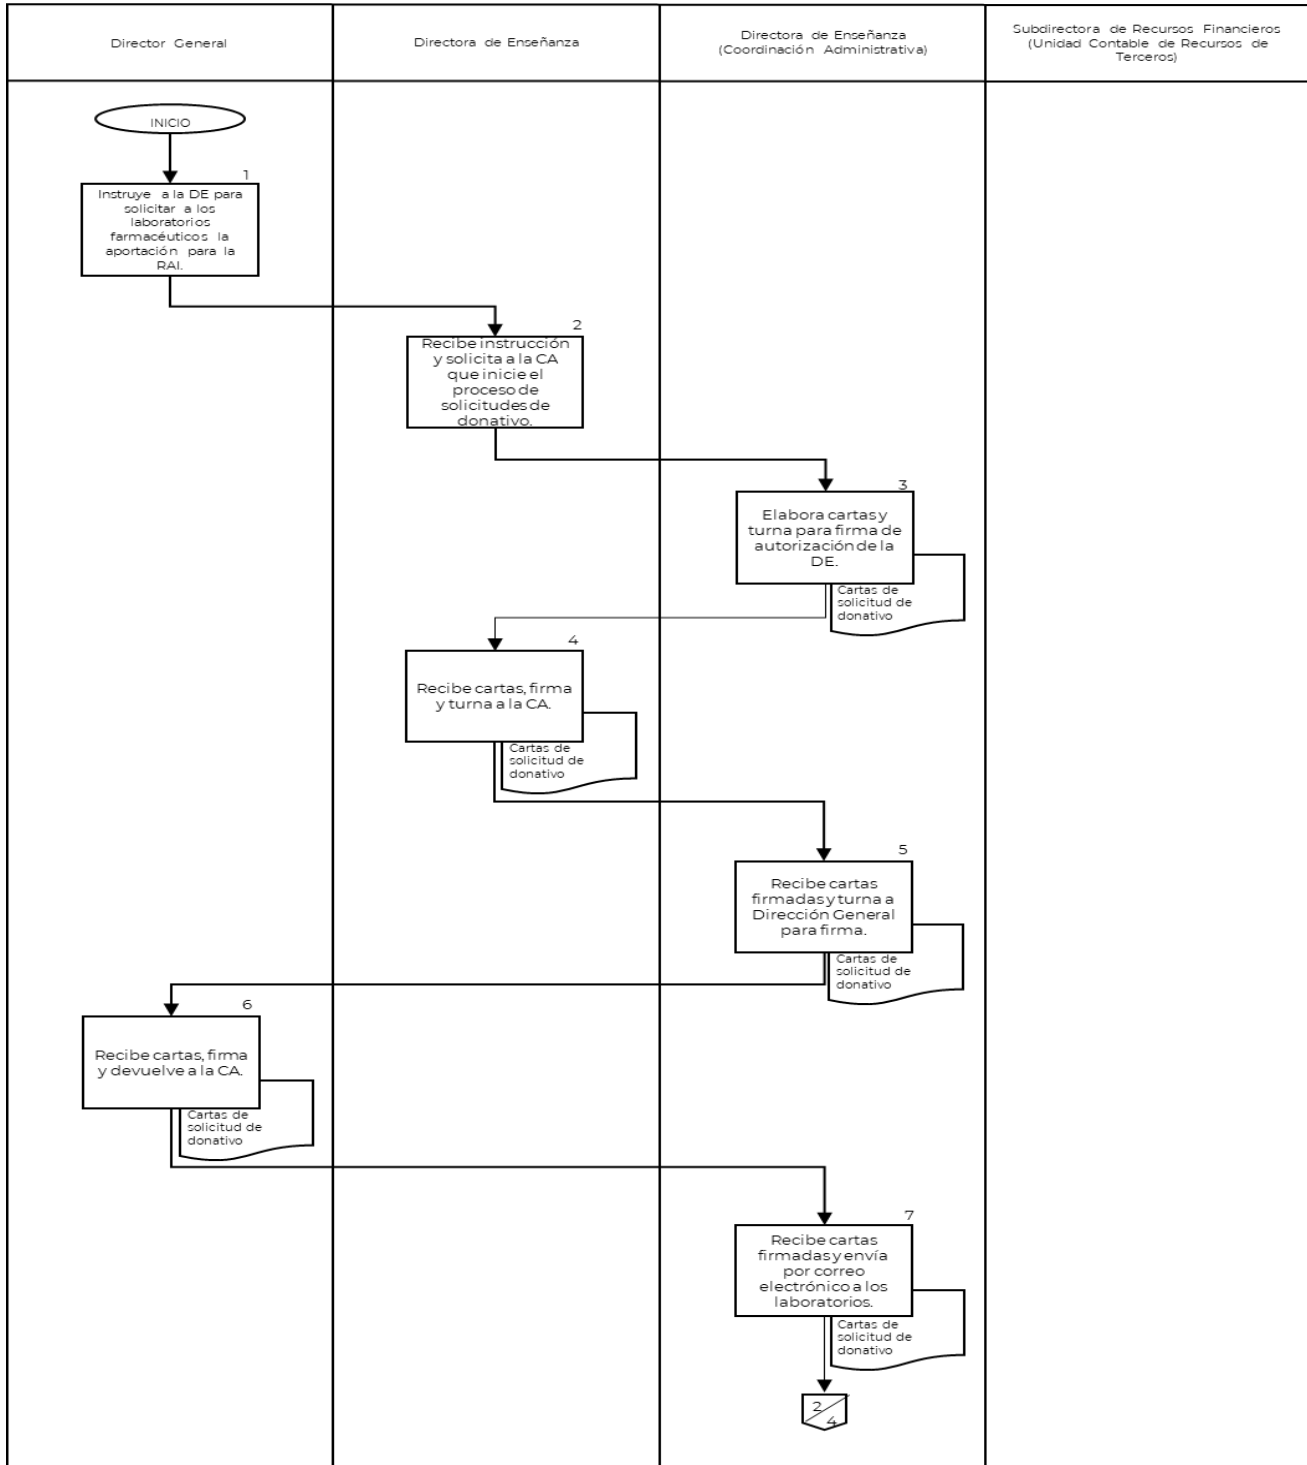 Director General
Directora de Enseñanza
Directora de Enseñanza
(Coordinación Administrativa)
Subdirectora de Recursos Financieros
(Unidad Contable de Recursos de
Terceros)
INICIO
1
Instruye a la DE para
solicitar a los
laboratorios
farmacéuticos la
aportación para la
RAI.
2
Recibe instrucción
y solicita a la CA
que inicie el
proceso de
solicitudes de
donativo.
3
Elabora cartas y
turna para firma de
autorización de la
DE.
Cartas de
solicitud de
donativo
4
Recibe cartas, firma
y turna a la CA.
Cartas de
solicitud de
donativo
5
Recibe cartas
firmadas y turna a
Dirección General
para firma.
Cartas de
solicitud de
donativo
6
Recibe cartas, firma
y devuelve a la CA.
Cartas de
solicitud de
donativo
7
Recibe cartas
firmadas y envía
por correo
electrónico a los
laboratorios.
Cartas de
solicitud de
donativo
2
4